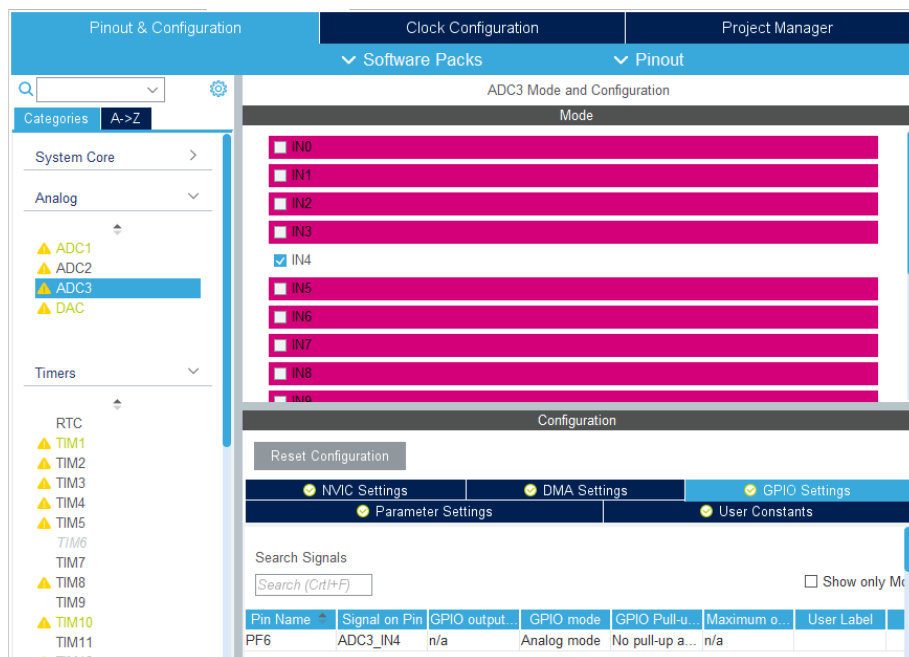 Pinout & Configuration
Clock Configuration
Project Manager
Software Packs
Pinout
ADC3 Mode and Configuration
Categories
A->Z
Mode
System Core
Analog
ADC1
ADC2
ADC3
DAC
Timers
RTC
TIM1
TIM2
TIM3
TIM4
TIM5
TIM6
TIM7
TIM8
TIM9
TIM10
TIM11
IN0
IN1
IN2
IN3
IN4
IN5
IN6
IN7
IN8
IN9
Configuration
Reset Configuration
NVIC Settings
DMA Settings
GPIO Settings
Parameter Settings
User Constants
Search Signals
Search (Crtl+F)
Show only Mo
Pin Name
Signal on Pin
GPIO output...
GPIO mode
GPIO Pull-u...
Maximum o...
User Label
PF6
ADC3_IN4
n/a
Analog mode
No pull-up a...
n/a